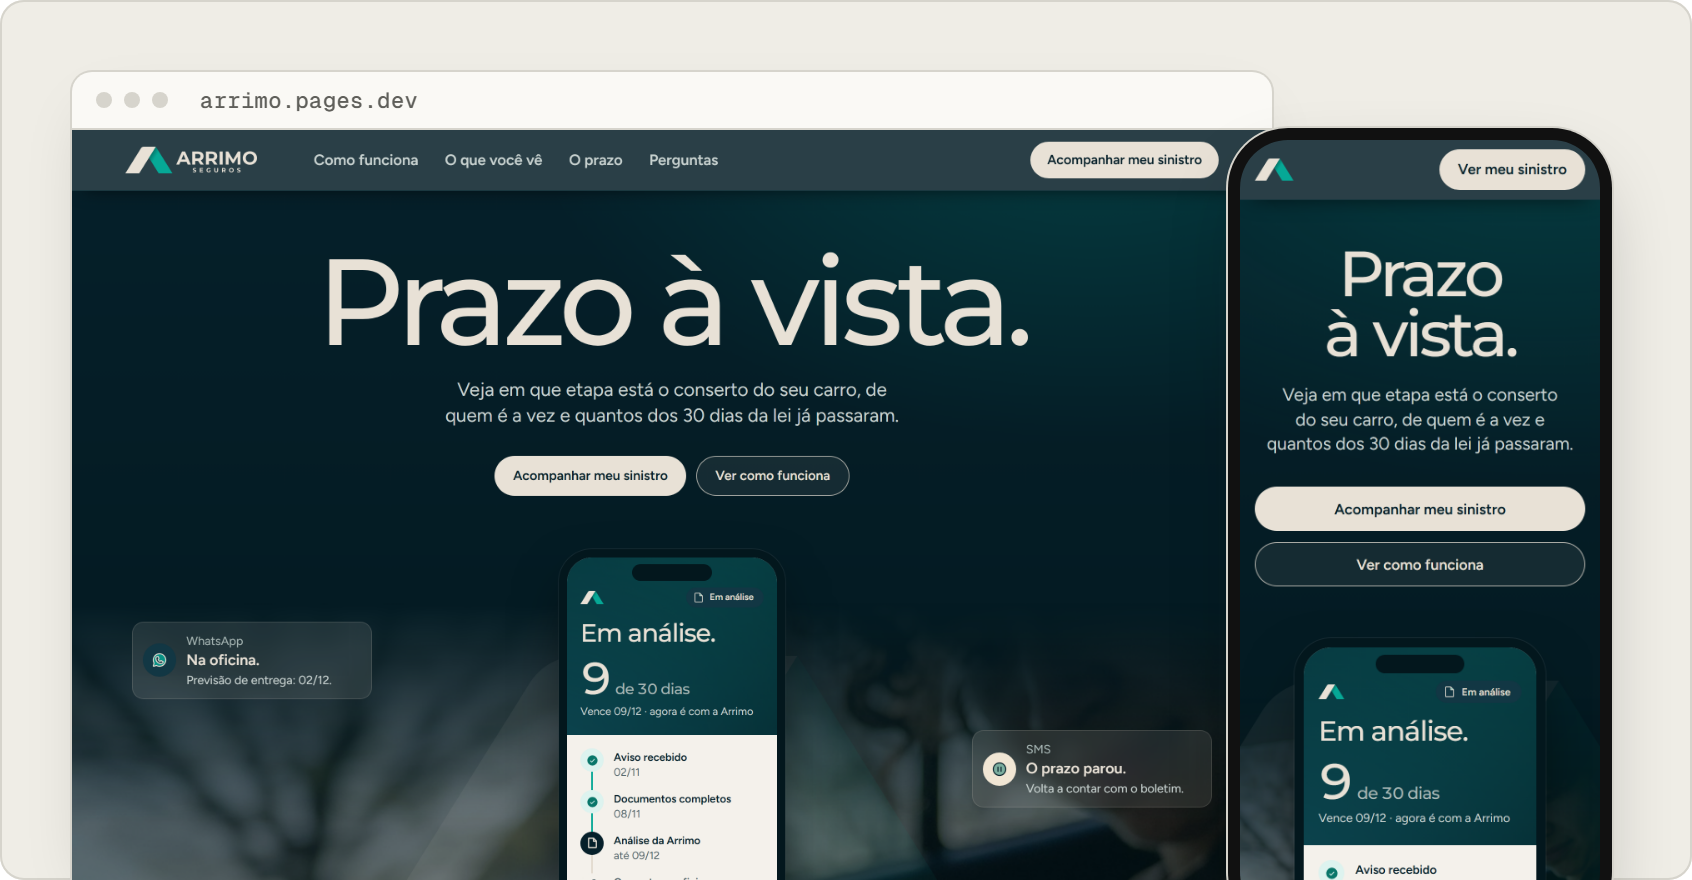 arrimo.pages.dev
ARRIMO
SEGUROS
Como funciona
O que você vê
O prazo
Perguntas
Acompanhar meu sinistro
Prazo à vista.
Veja em que etapa está o conserto do seu carro, de
quem é a vez e quantos dos 30 dias da lei já passaram.
Acompanhar meu sinistro
Ver como funciona
WhatsApp
Na oficina.
Previsão de entrega: 02/12.
Em análise
Em análise.
9 de 30 dias
Vence 09/12 · agora é com a Arrimo
Aviso recebido
02/11
Documentos completos
08/11
Análise da Arrimo
até 09/12
SMS
O prazo parou.
Volta a contar com o boletim.
Ver meu sinistro
Prazo
à vista.
Veja em que etapa está o conserto
do seu carro, de quem é a vez e
quantos dos 30 dias da lei já passaram.
Acompanhar meu sinistro
Ver como funciona
Em análise
Em análise.
9 de 30 dias
Vence 09/12 · agora é com a Arrimo
Aviso recebido